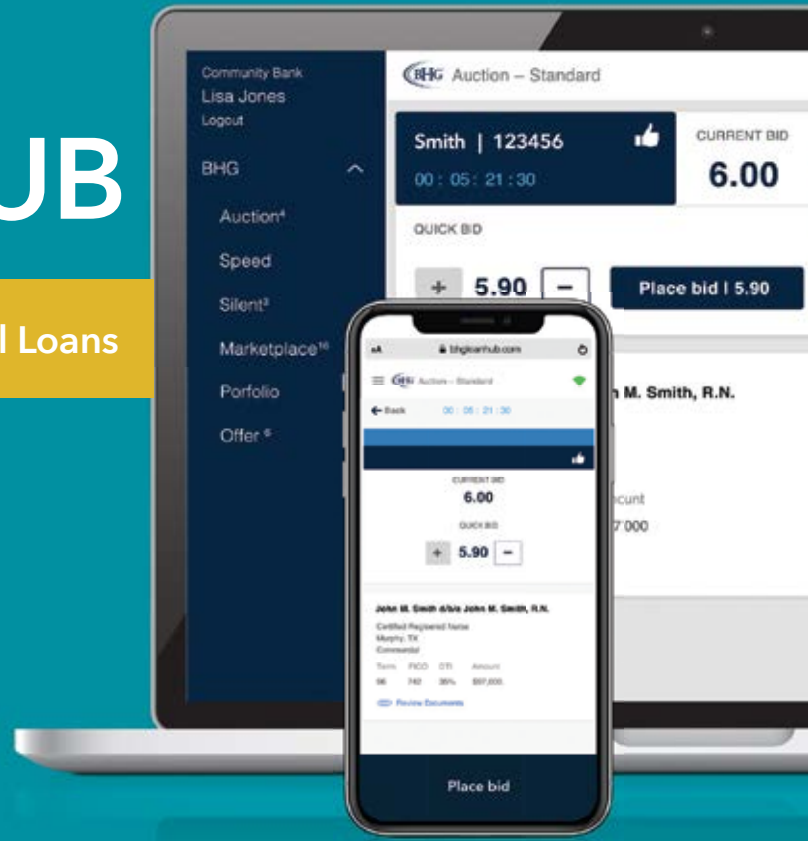 UB
l Loans
Community Bank
Lisa Jones
Logout
BHG
Auction⁴
Speed
Silent³
Marketplace¹⁶
Porfolio
Offer ⁶
BHG Auction – Standard
Smith | 123456
00 : 05 : 21 : 30
CURRENT BID
6.00
QUICK BID
+ 5.90 −
Place bid I 5.90
M. Smith, R.N.
7'000
AA bhgloanhub.com
BHG Auction – Standard
Back 00 : 05 : 21 : 30
CURRENT BID
6.00
QUICK BID
+ 5.90 −
John M. Smith d/b/a John M. Smith, R.N.
Certified Registered Nurse
Murphy, TX
Commercial
Term FICO DTI Amount
96 742 36% $97,000
Review Documents
Place bid